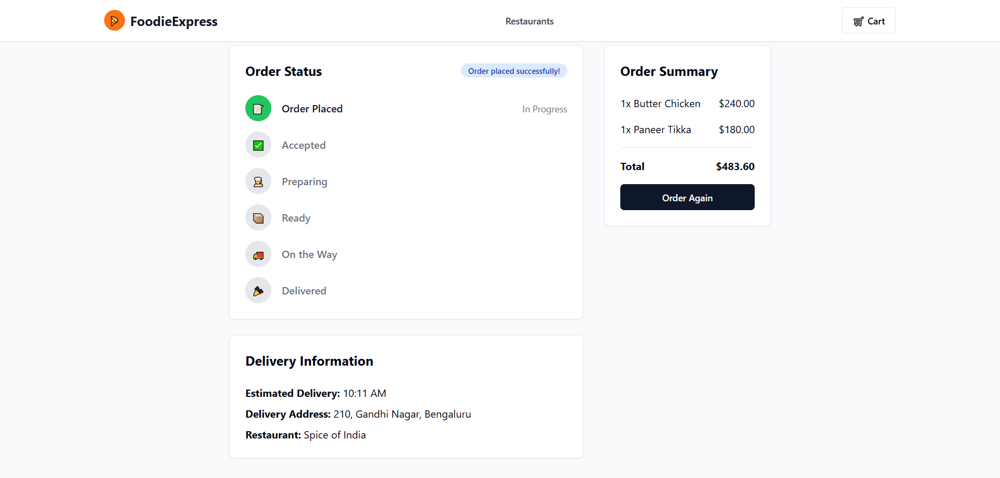 FoodieExpress
Restaurants
Cart
Order Status
Order placed successfully!
Order Placed
In Progress
Accepted
Preparing
Ready
On the Way
Delivered
Order Summary
1x Butter Chicken $240.00
1x Paneer Tikka $180.00
Total $483.60
Order Again
Delivery Information
Estimated Delivery: 10:11 AM
Delivery Address: 210, Gandhi Nagar, Bengaluru
Restaurant: Spice of India